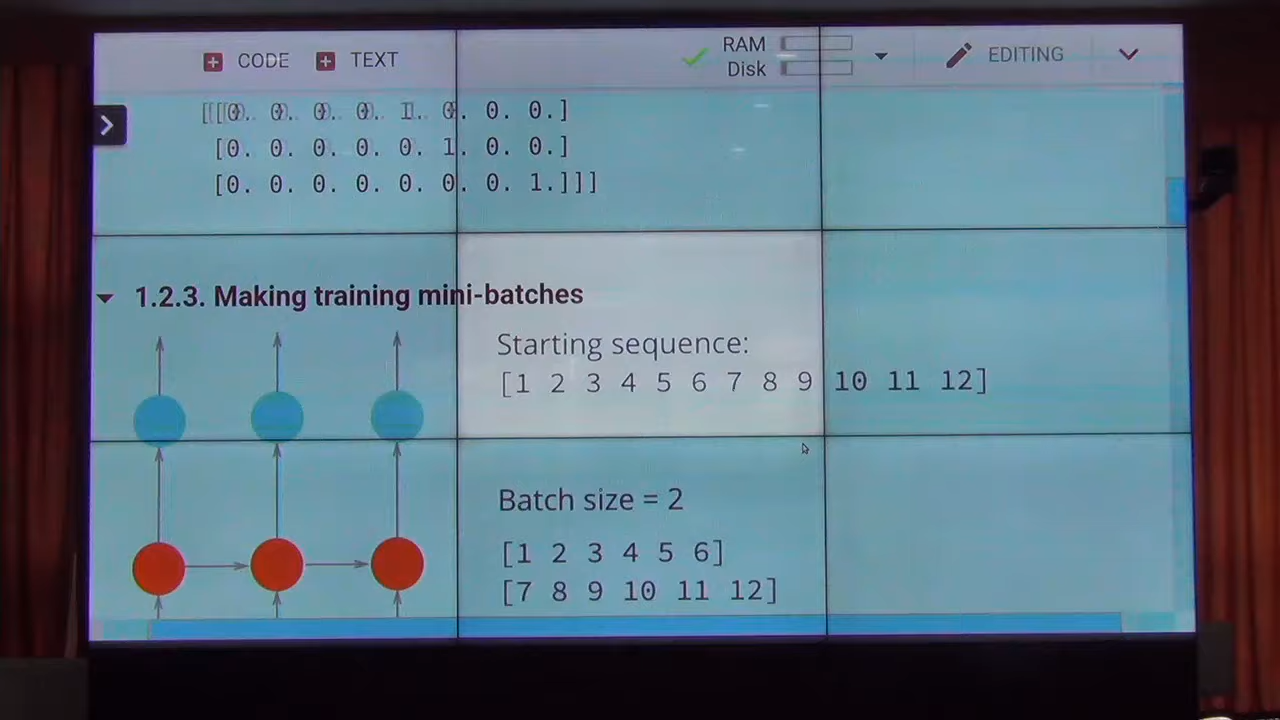 CODE TEXT RAM Disk EDITING
[[[0. 0. 0. 0. 1. 0. 0. 0.]
[0. 0. 0. 0. 0. 1. 0. 0.]
[0. 0. 0. 0. 0. 0. 0. 1.]]]
1.2.3. Making training mini-batches
Starting sequence:
[1 2 3 4 5 6 7 8 9 10 11 12]
Batch size = 2
[1 2 3 4 5 6]
[7 8 9 10 11 12]